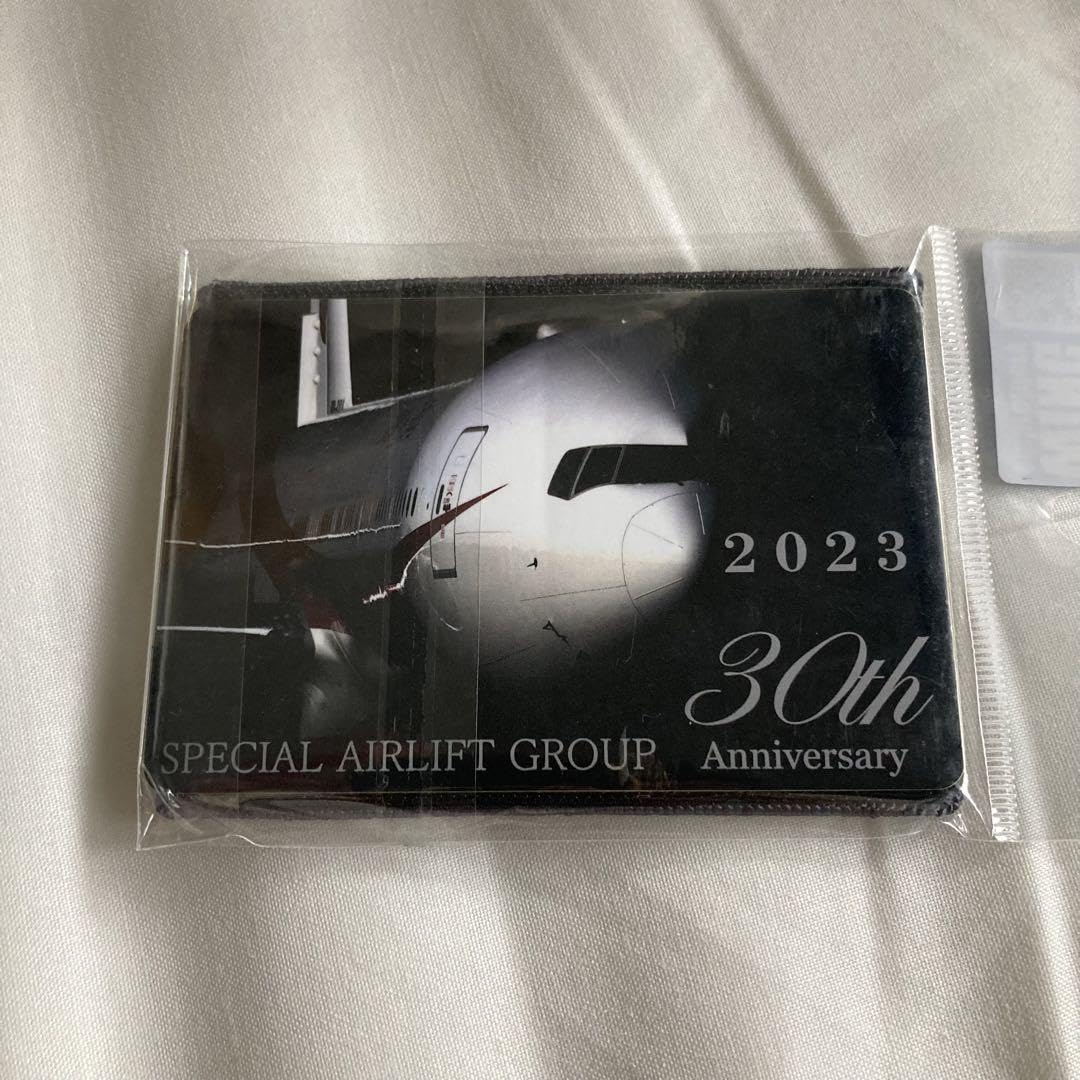 2023
30th
SPECIAL AIRLIFT GROUP Anniversary